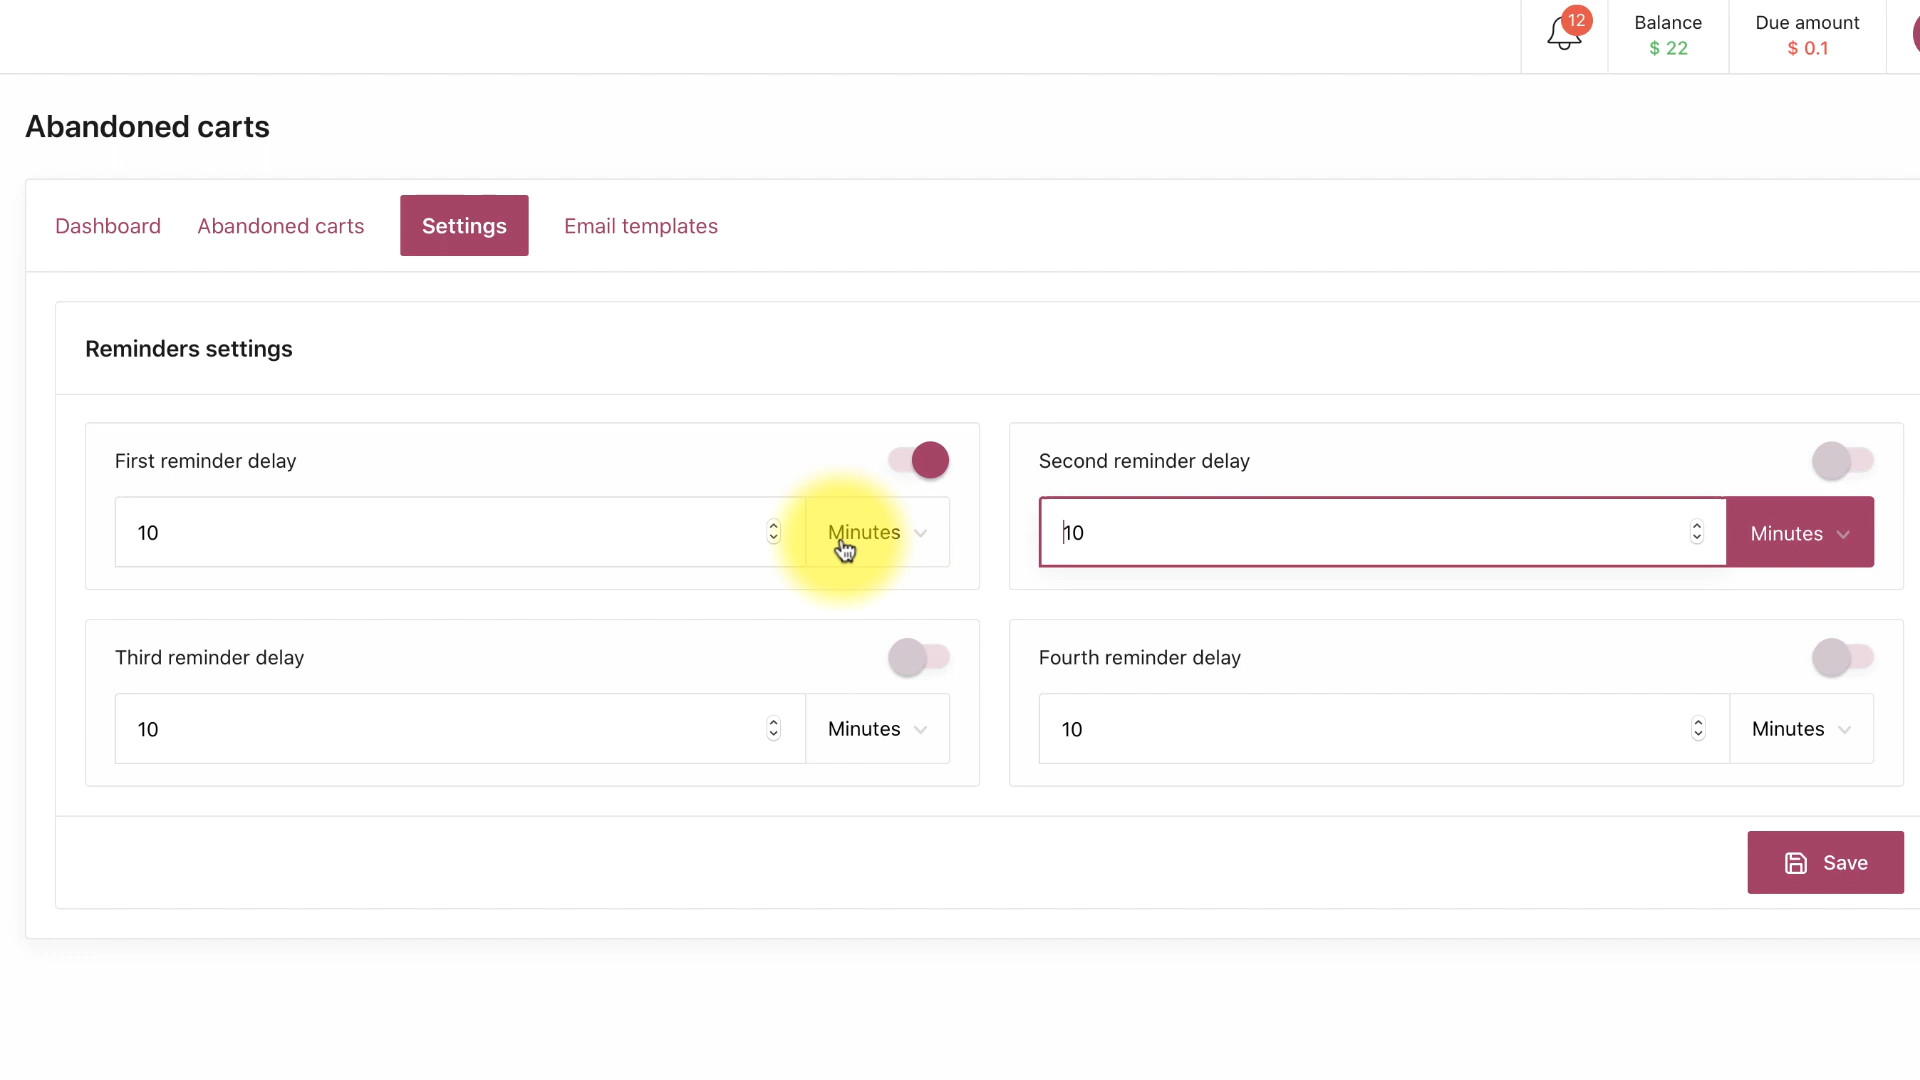 12
Balance
$ 22
Due amount
$ 0.1
Abandoned carts
Dashboard
Abandoned carts
Settings
Email templates
Reminders settings
First reminder delay
10
Minutes
Second reminder delay
10
Minutes
Third reminder delay
10
Minutes
Fourth reminder delay
10
Minutes
Save